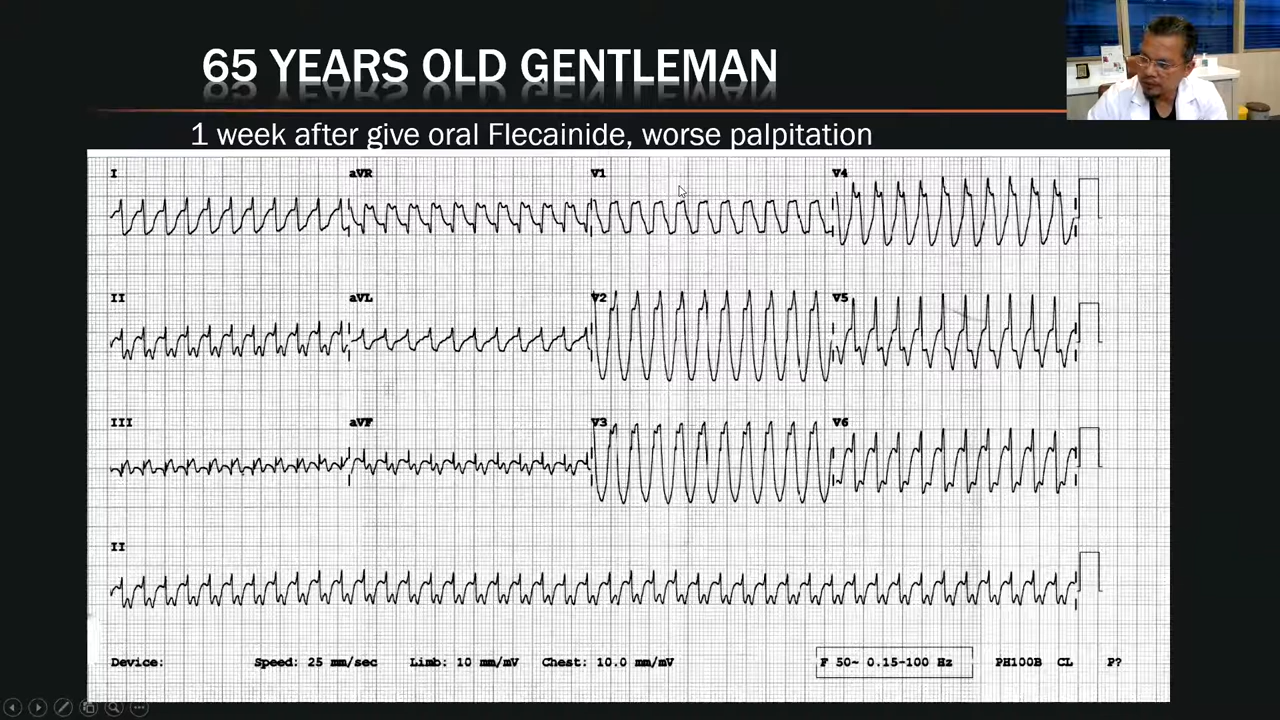 65 YEARS OLD GENTLEMAN
1 week after give oral Flecainide, worse palpitation
I aVR V1 V4
II aVL V2 V5
III aVF V3 V6
II
Device: Speed: 25 mm/sec Limb: 10 mm/mV Chest: 10.0 mm/mV F 50~ 0.15-100 Hz PH100B CL P?